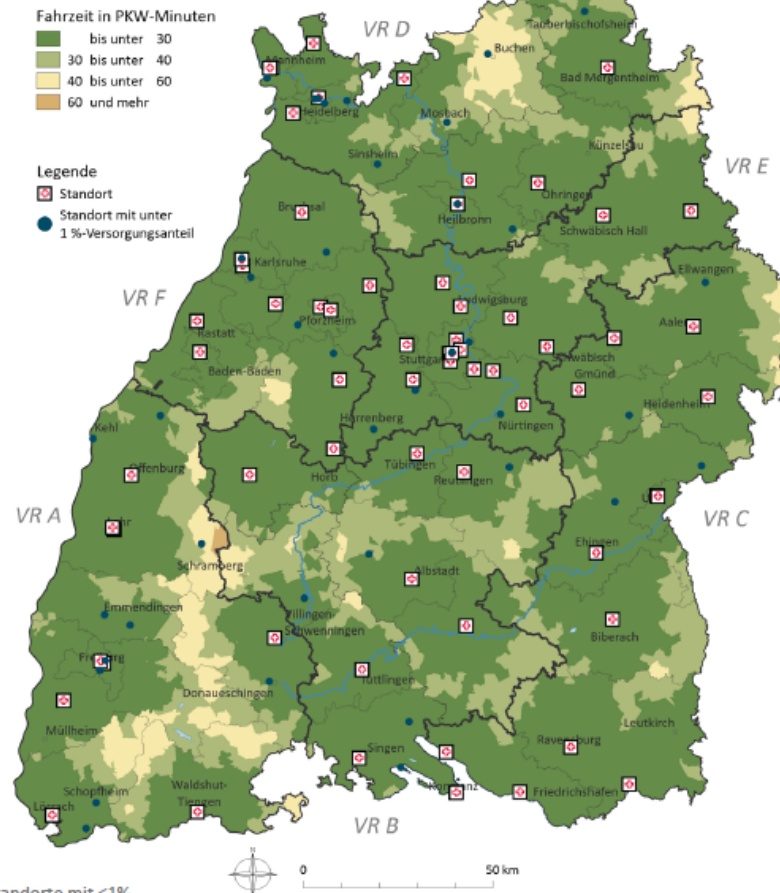 Fahrzeit in PKW-Minuten
bis unter 30
30 bis unter 40
40 bis unter 60
60 und mehr
Legende
Standort
Standort mit unter
1 %-Versorgungsanteil
VR D
Tauberbischofsheim
Buchen
Mannheim
Bad Mergentheim
Heidelberg
Mosbach
Sinsheim
Künzelsau
VR E
Öhringen
Bruchsal
Heilbronn
Schwäbisch Hall
Karlsruhe
Ellwangen
VR F
Ludwigsburg
Pforzheim
Aalen
Rastatt
Stuttgart
Schwäbisch
Gmünd
Baden-Baden
Heidenheim
Herrenberg
Nürtingen
Kehl
Offenburg
Tübingen
Horb
Reutlingen
VR A
Lahr
VR C
Ehingen
Schramberg
Albstadt
Emmendingen
Villingen
Schwenningen
Biberach
Freiburg
Tuttlingen
Donaueschingen
Müllheim
Leutkirch
Singen
Ravensburg
Schopfheim
Waldshut-
Tiengen
Konstanz
Friedrichshafen
Lörrach
VR B
N
0 50 km
tandorte mit <1%